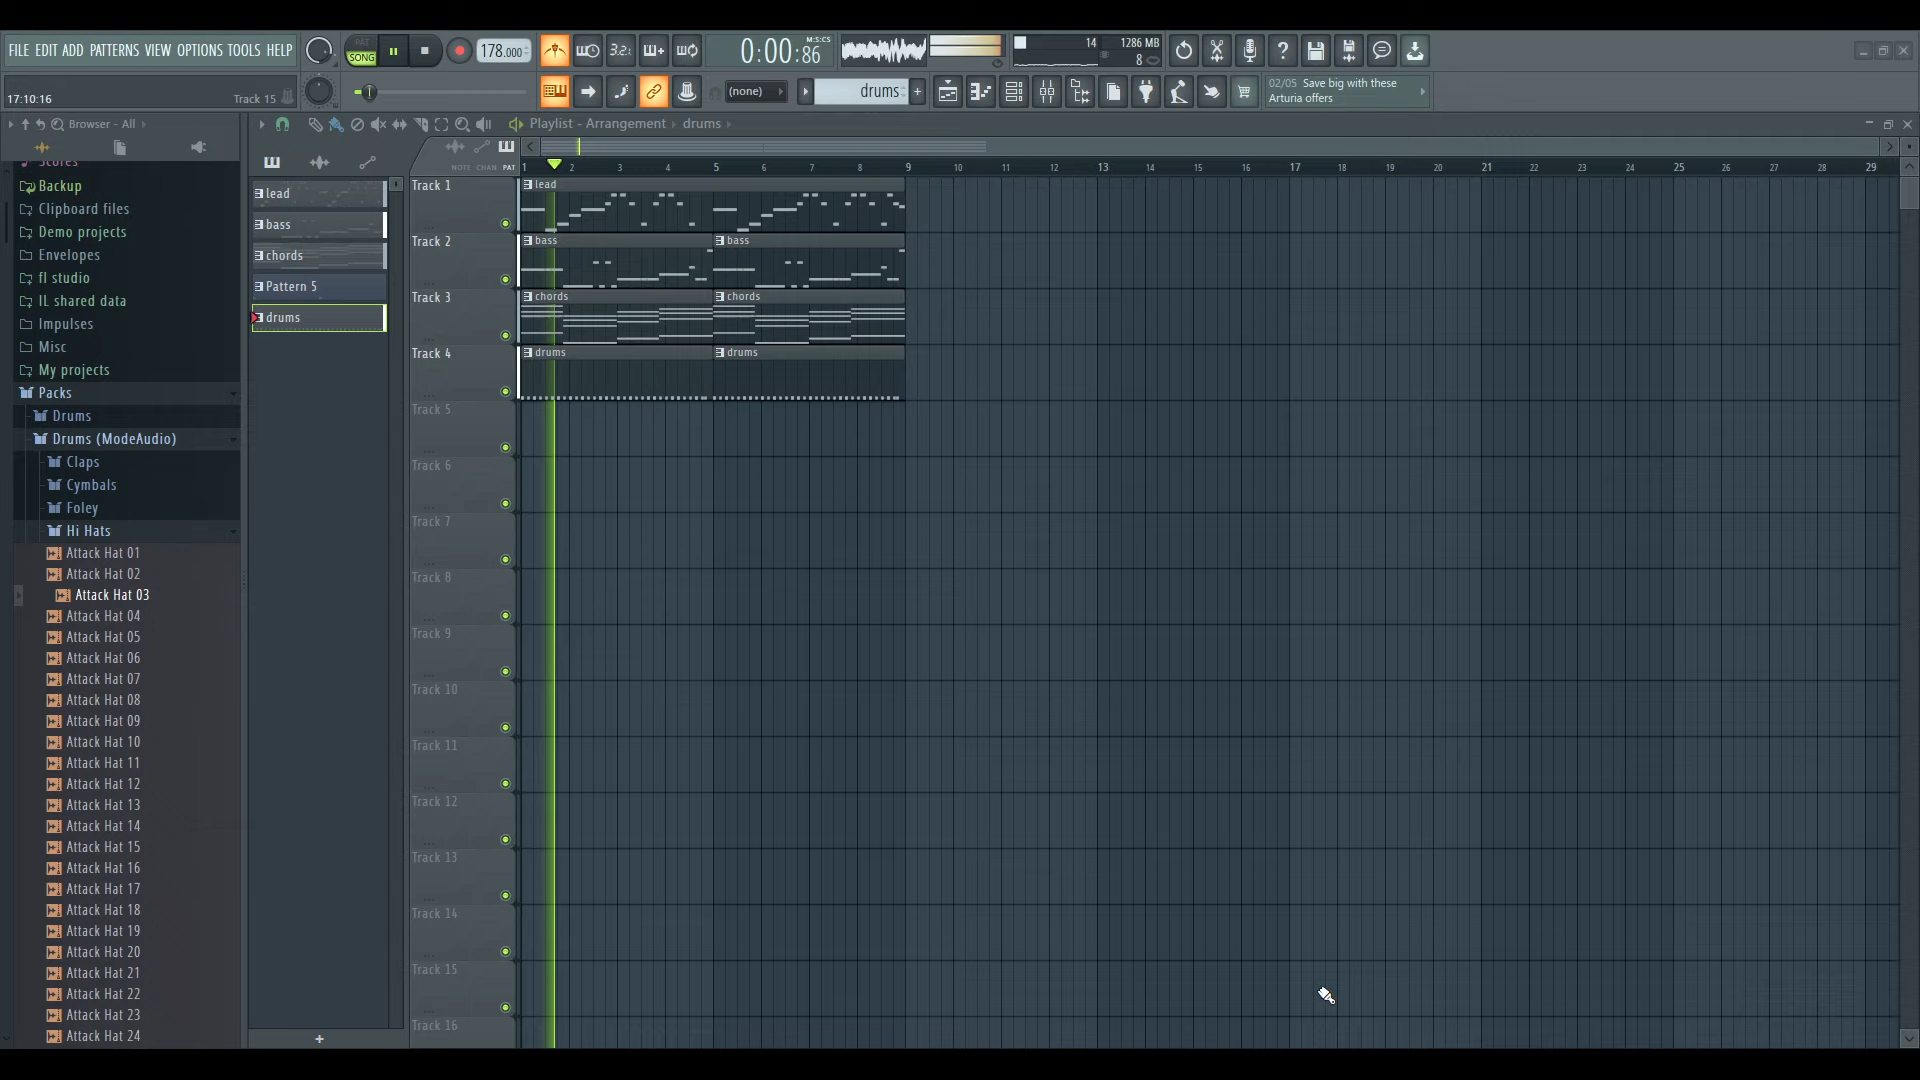 FILE EDIT ADD PATTERNS VIEW OPTIONS TOOLS HELP
PAT
SONG
178.000
3.2.
0:00:86
M:S:CS
14
1286 MB
8
17:10:16
Track 15
(none)
drums
02/05 Save big with these
Arturia offers
Browser - All
Playlist - Arrangement
drums
NOTE CHAN PAT
1 2 3 4 5 6 7 8 9 10 11 12 13 14 15 16 17 18 19 20 21 22 23 24 25 26 27 28 29
Scores
Backup
Clipboard files
Demo projects
Envelopes
fl studio
IL shared data
Impulses
Misc
My projects
Packs
Drums
Drums (ModeAudio)
Claps
Cymbals
Foley
Hi Hats
Attack Hat 01
Attack Hat 02
Attack Hat 03
Attack Hat 04
Attack Hat 05
Attack Hat 06
Attack Hat 07
Attack Hat 08
Attack Hat 09
Attack Hat 10
Attack Hat 11
Attack Hat 12
Attack Hat 13
Attack Hat 14
Attack Hat 15
Attack Hat 16
Attack Hat 17
Attack Hat 18
Attack Hat 19
Attack Hat 20
Attack Hat 21
Attack Hat 22
Attack Hat 23
Attack Hat 24
lead
bass
chords
Pattern 5
drums
+
Track 1
lead
Track 2
bass
bass
Track 3
chords
chords
Track 4
drums
drums
Track 5
Track 6
Track 7
Track 8
Track 9
Track 10
Track 11
Track 12
Track 13
Track 14
Track 15
Track 16